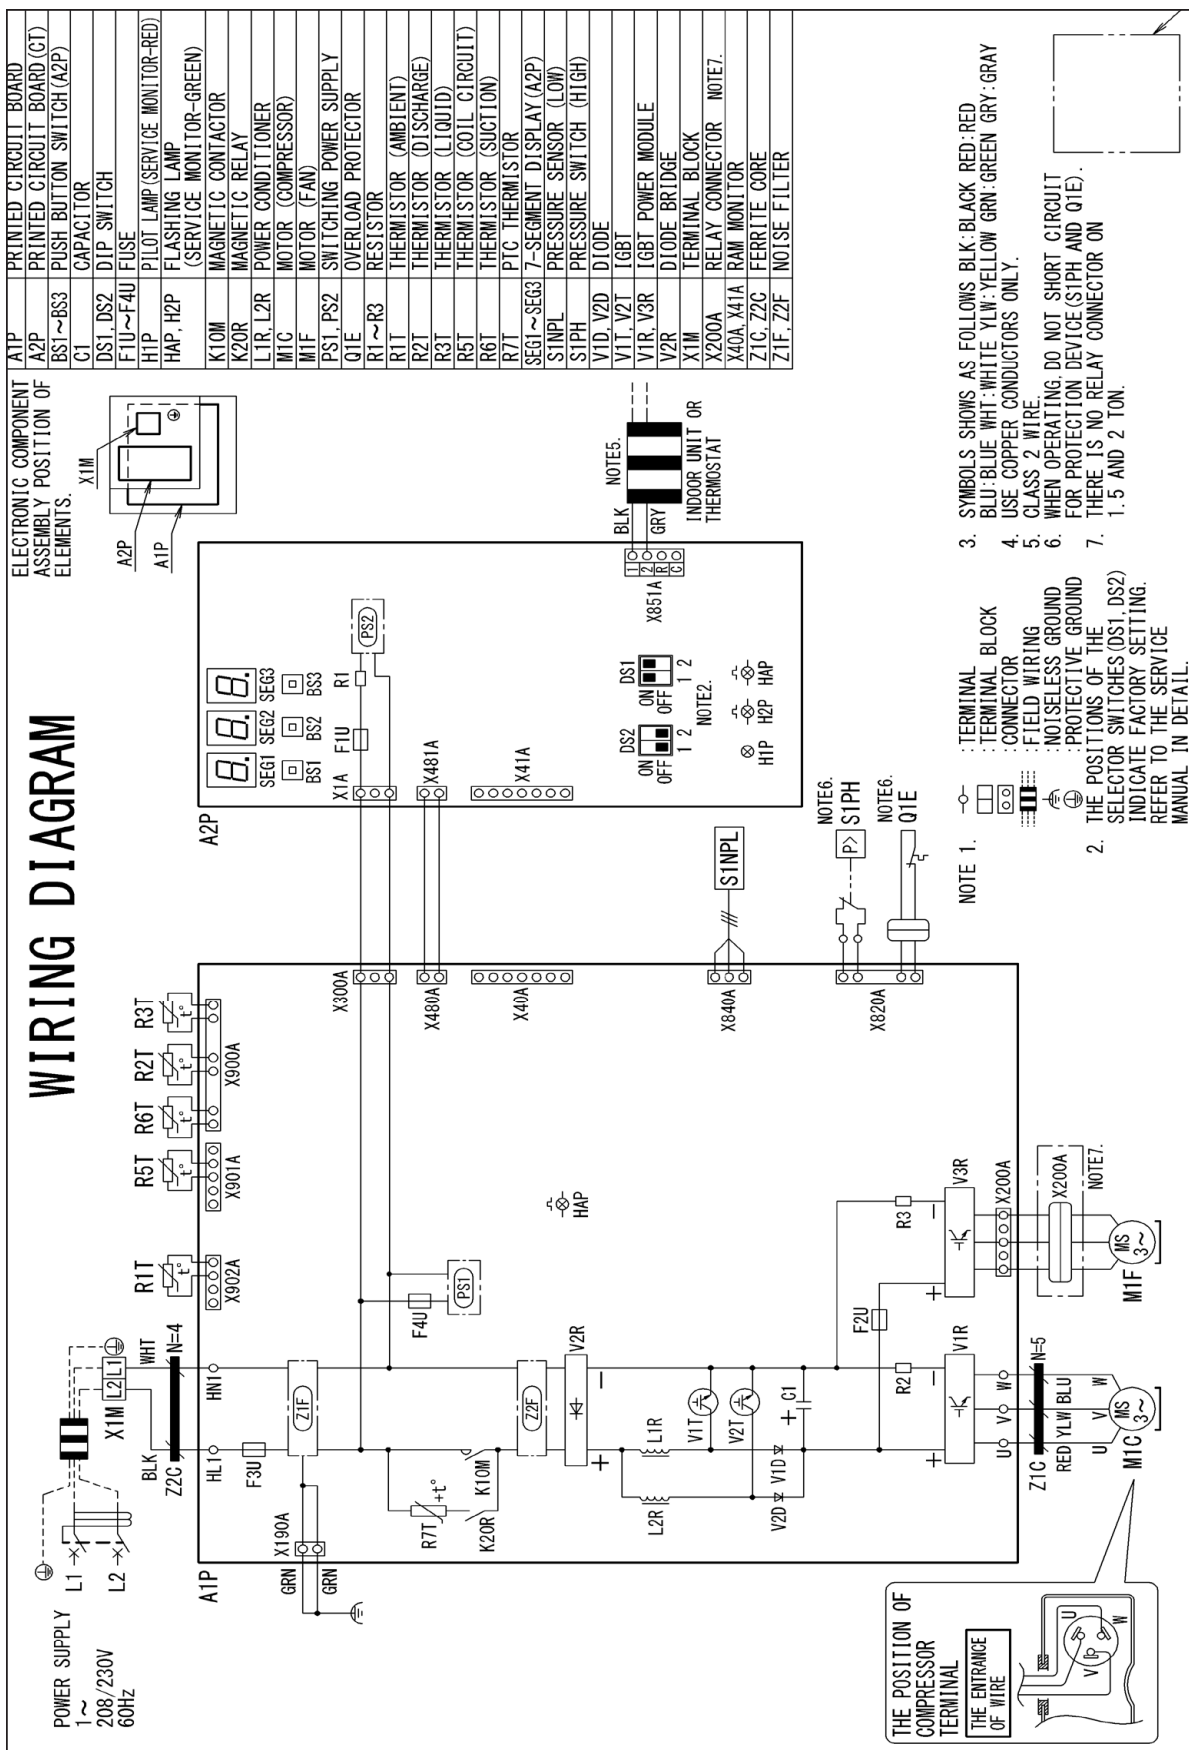 WIRING DIAGRAM
POWER SUPPLY
1~
208/230V
60Hz
L1
L2
X1M
L2 L1
BLK
WHT
Z2C
N=4
HL1
HN1
A1P
X190A
GRN
GRN
F3U
Z1F
R7T
+t°
K20R
K10M
Z2F
V2R
F4U
PS1
HAP
L1R
L2R
V1T
V2T
V1D
V2D
C1
R2
R3
F2U
V1R
V3R
U V W
X200A
Z1C
N=5
RED YLW BLU
U V W
MS
3~
M1C
X200A
NOTE7.
MS
3~
M1F
R1T
t°
X902A
R5T
t°
X901A
R6T
t°
R2T
t°
R3T
t°
X900A
X300A
X480A
X40A
X840A
X820A
S1NPL
NOTE6.
S1PH
P>
NOTE6.
Q1E
A2P
SEG1 SEG2 SEG3
BS1 BS2 BS3
X1A
F1U
R1
PS2
X481A
X41A
DS2
ON
OFF
1 2
DS1
ON
OFF
1 2
NOTE2.
H1P H2P HAP
X851A
1 2 R C
BLK
GRY
NOTE5.
INDOOR UNIT OR
THERMOSTAT
ELECTRONIC COMPONENT
ASSEMBLY POSITION OF
ELEMENTS.
A2P
X1M
A1P
A1P PRINTED CIRCUIT BOARD
A2P PRINTED CIRCUIT BOARD(CT)
BS1~BS3 PUSH BUTTON SWITCH(A2P)
C1 CAPACITOR
DS1, DS2 DIP SWITCH
F1U~F4U FUSE
H1P PILOT LAMP(SERVICE MONITOR-RED)
HAP, H2P FLASHING LAMP
(SERVICE MONITOR-GREEN)
K10M MAGNETIC CONTACTOR
K20R MAGNETIC RELAY
L1R, L2R POWER CONDITIONER
M1C MOTOR (COMPRESSOR)
M1F MOTOR (FAN)
PS1, PS2 SWITCHING POWER SUPPLY
Q1E OVERLOAD PROTECTOR
R1~R3 RESISTOR
R1T THERMISTOR (AMBIENT)
R2T THERMISTOR (DISCHARGE)
R3T THERMISTOR (LIQUID)
R5T THERMISTOR (COIL CIRCUIT)
R6T THERMISTOR (SUCTION)
R7T PTC THERMISTOR
SEG1~SEG3 7-SEGMENT DISPLAY(A2P)
S1NPL PRESSURE SENSOR (LOW)
S1PH PRESSURE SWITCH (HIGH)
V1D, V2D DIODE
V1T, V2T IGBT
V1R, V3R IGBT POWER MODULE
V2R DIODE BRIDGE
X1M TERMINAL BLOCK
X200A RELAY CONNECTOR NOTE7.
X40A, X41A RAM MONITOR
Z1C, Z2C FERRITE CORE
Z1F, Z2F NOISE FILTER
THE POSITION OF
COMPRESSOR
TERMINAL
THE ENTRANCE
OF WIRE
U
V
W
NOTE 1.
:TERMINAL
:TERMINAL BLOCK
:CONNECTOR
:FIELD WIRING
:NOISELESS GROUND
:PROTECTIVE GROUND
2. THE POSITIONS OF THE
SELECTOR SWITCHES(DS1, DS2)
INDICATE FACTORY SETTING.
REFER TO THE SERVICE
MANUAL IN DETAIL.
3. SYMBOLS SHOWS AS FOLLOWS BLK:BLACK RED:RED
BLU:BLUE WHT:WHITE YLW:YELLOW GRN:GREEN GRY:GRAY
4. USE COPPER CONDUCTORS ONLY.
5. CLASS 2 WIRE.
6. WHEN OPERATING, DO NOT SHORT CIRCUIT
FOR PROTECTION DEVICE(S1PH AND Q1E).
7. THERE IS NO RELAY CONNECTOR ON
1.5 AND 2 TON.